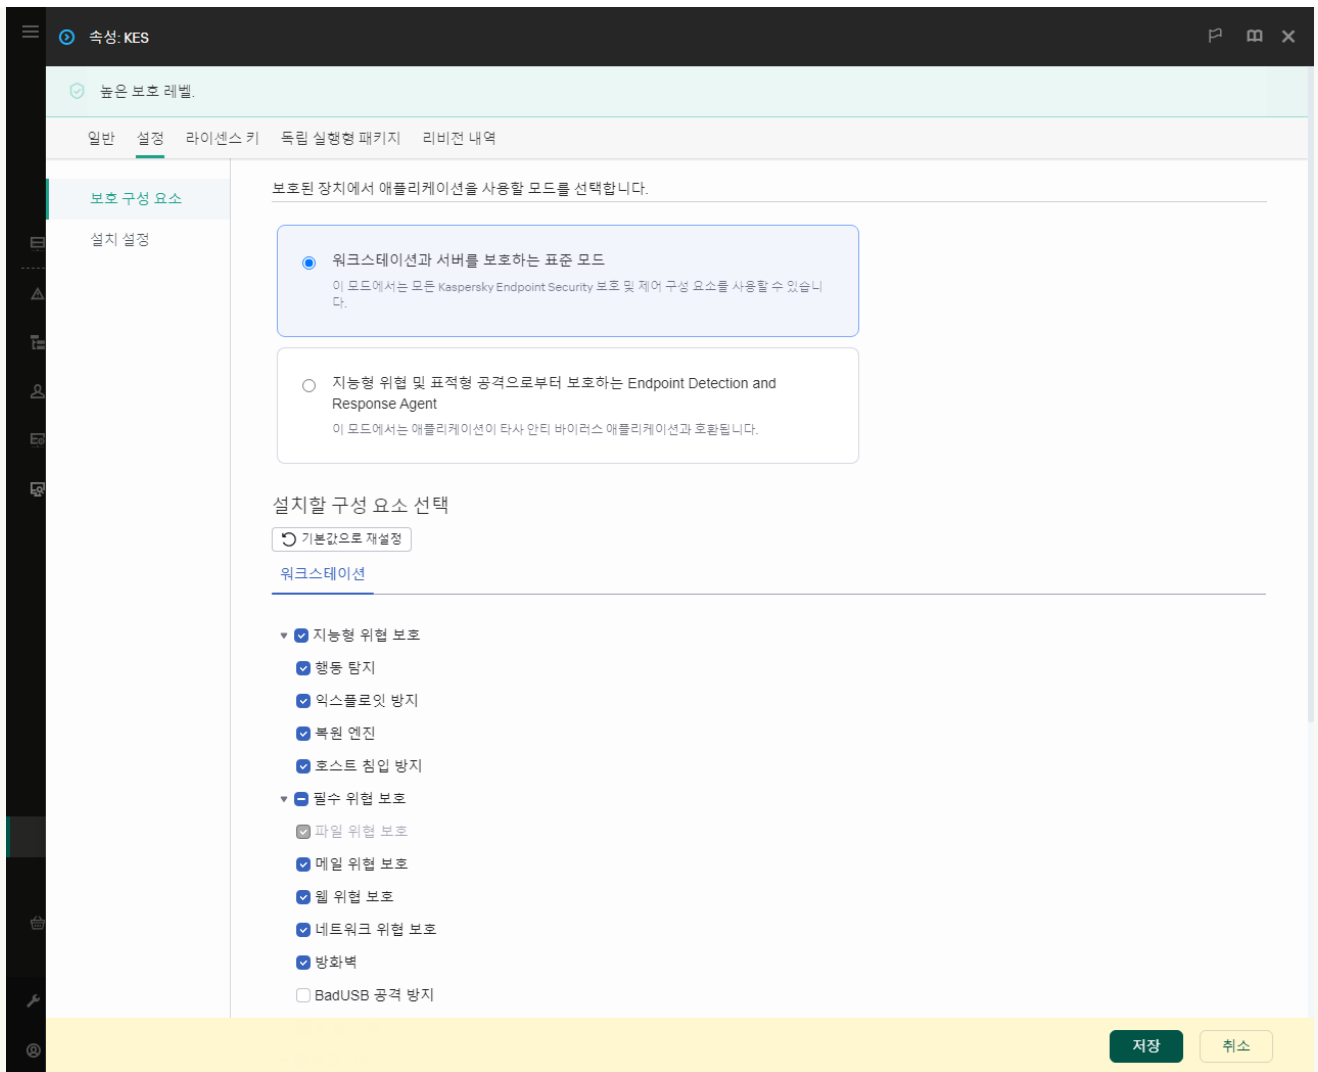 속성: KES
높은 보호 레벨.
일반 설정 라이센스 키 독립 실행형 패키지 리비전 내역
보호 구성 요소
설치 설정
보호된 장치에서 애플리케이션을 사용할 모드를 선택합니다.
워크스테이션과 서버를 보호하는 표준 모드
이 모드에서는 모든 Kaspersky Endpoint Security 보호 및 제어 구성 요소를 사용할 수 있습니
다.
지능형 위협 및 표적형 공격으로부터 보호하는 Endpoint Detection and
Response Agent
이 모드에서는 애플리케이션이 타사 안티 바이러스 애플리케이션과 호환됩니다.
설치할 구성 요소 선택
기본값으로 재설정
워크스테이션
지능형 위협 보호
행동 탐지
익스플로잇 방지
복원 엔진
호스트 침입 방지
필수 위협 보호
파일 위협 보호
메일 위협 보호
웹 위협 보호
네트워크 위협 보호
방화벽
BadUSB 공격 방지
저장 취소